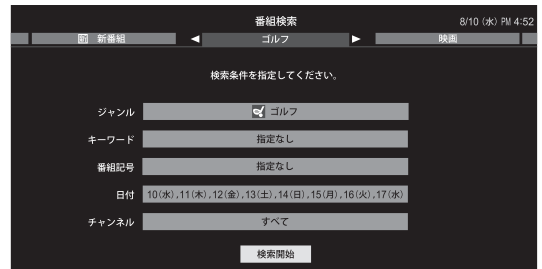 番組検索 8/10 (水) PM 4:52
新番組 ◀ ゴルフ ▶ 映画
検索条件を指定してください。
ジャンル ゴルフ
キーワード 指定なし
番組記号 指定なし
日付 10(水),11(木),12(金),13(土),14(日),15(月),16(火),17(水)
チャンネル すべて
検索開始